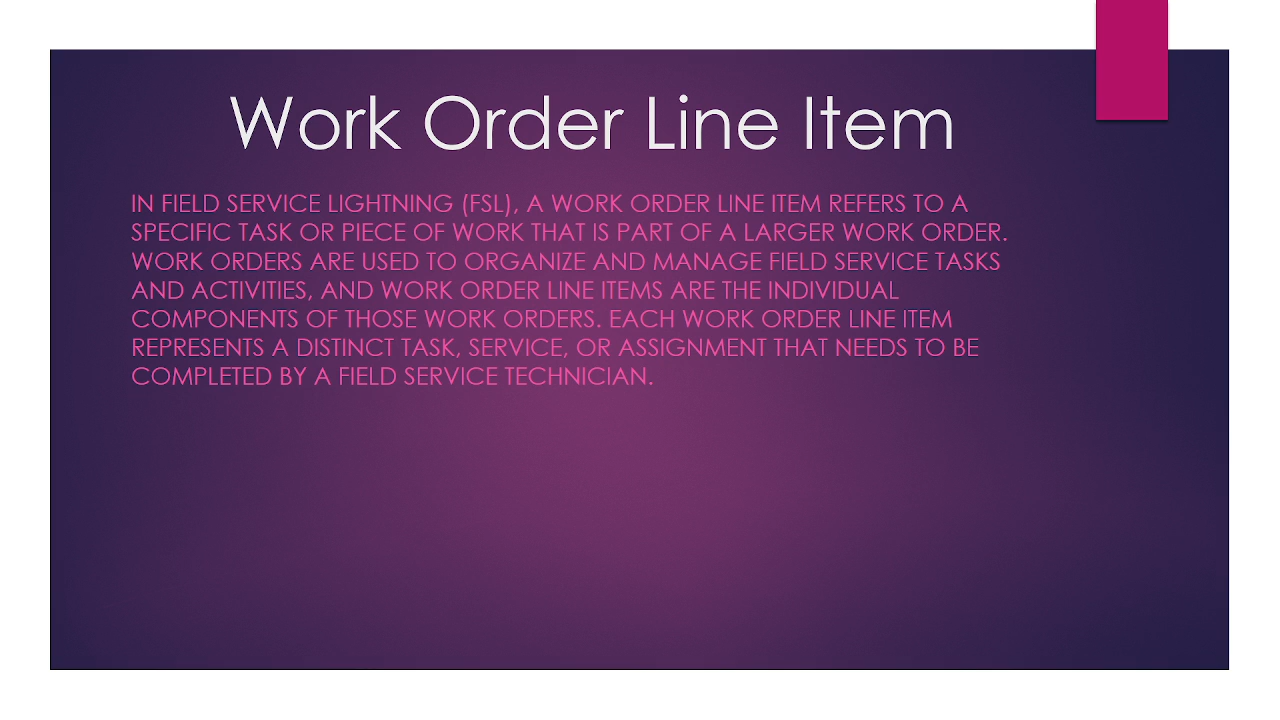 Work Order Line Item
IN FIELD SERVICE LIGHTNING (FSL), A WORK ORDER LINE ITEM REFERS TO A
SPECIFIC TASK OR PIECE OF WORK THAT IS PART OF A LARGER WORK ORDER.
WORK ORDERS ARE USED TO ORGANIZE AND MANAGE FIELD SERVICE TASKS
AND ACTIVITIES, AND WORK ORDER LINE ITEMS ARE THE INDIVIDUAL
COMPONENTS OF THOSE WORK ORDERS. EACH WORK ORDER LINE ITEM
REPRESENTS A DISTINCT TASK, SERVICE, OR ASSIGNMENT THAT NEEDS TO BE
COMPLETED BY A FIELD SERVICE TECHNICIAN.